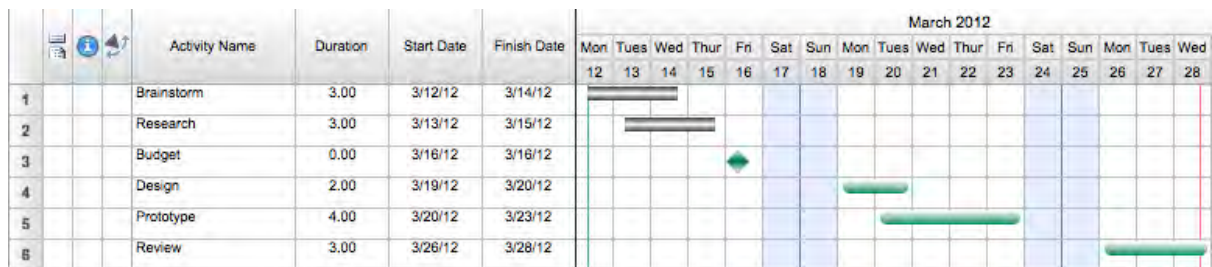 March 2012
Activity Name Duration Start Date Finish Date Mon Tues Wed Thur Fri Sat Sun Mon Tues Wed Thur Fri Sat Sun Mon Tues Wed
12 13 14 15 16 17 18 19 20 21 22 23 24 25 26 27 28
1 Brainstorm 3.00 3/12/12 3/14/12
2 Research 3.00 3/13/12 3/15/12
3 Budget 0.00 3/16/12 3/16/12
4 Design 2.00 3/19/12 3/20/12
5 Prototype 4.00 3/20/12 3/23/12
6 Review 3.00 3/26/12 3/28/12